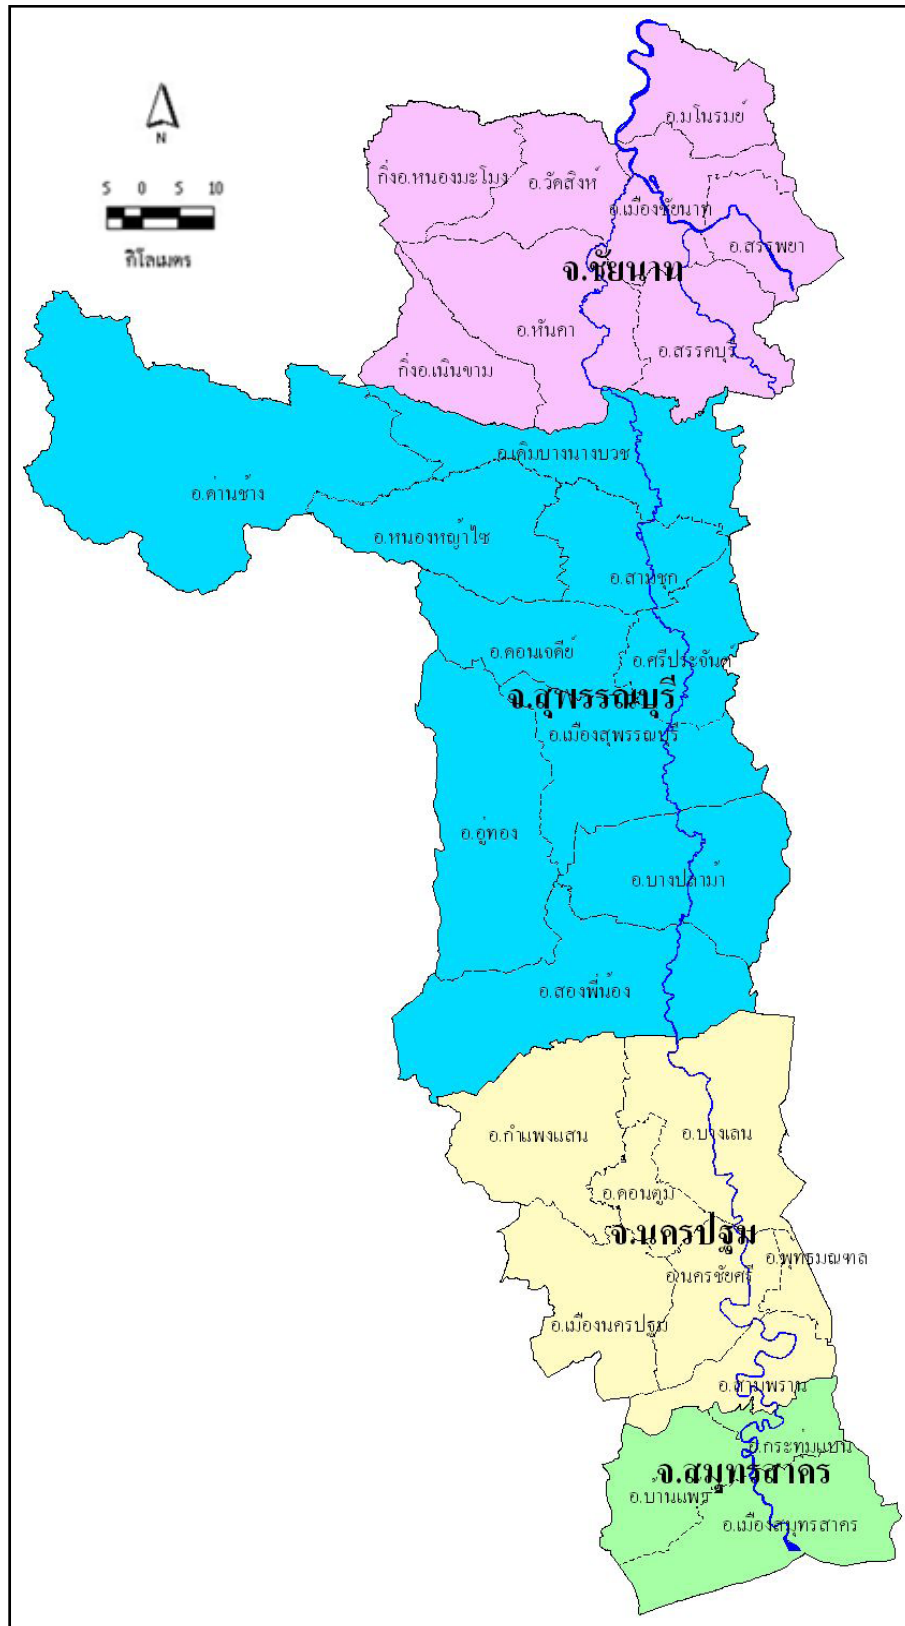 N
5 0 5 10
กิโลเมตร
อ.มโนรมย์
กิ่งอ.หนองมะโมง
อ.วัดสิงห์
อ.เมืองชัยนาท
อ.สรรพยา
จ.ชัยนาท
อ.หันคา
อ.สรรคบุรี
กิ่งอ.เนินขาม
อ.เดิมบางนางบวช
อ.ด่านช้าง
อ.หนองหญ้าไซ
อ.สามชุก
อ.ดอนเจดีย์
อ.ศรีประจันต์
จ.สุพรรณบุรี
อ.เมืองสุพรรณบุรี
อ.อู่ทอง
อ.บางปลาม้า
อ.สองพี่น้อง
อ.กำแพงแสน
อ.บางเลน
อ.ดอนตูม
จ.นครปฐม
อ.พุทธมณฑล
อ.นครชัยศรี
อ.เมืองนครปฐม
อ.สามพราน
อ.กระทุ่มแบน
จ.สมุทรสาคร
อ.บ้านแพ้ว
อ.เมืองสมุทรสาคร